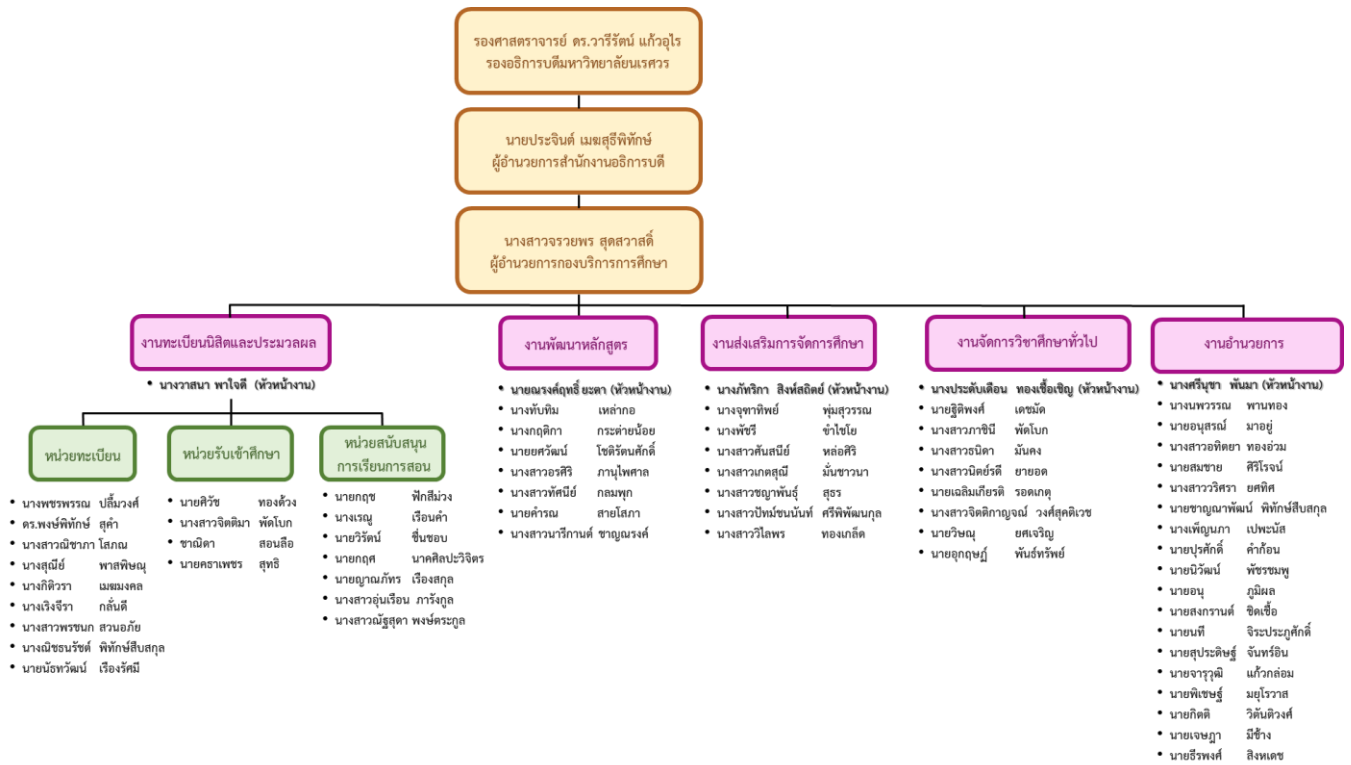 รองศาสตราจารย์ ดร.วารีรัตน์ แก้วอุไร
รองอธิการบดีมหาวิทยาลัยนเรศวร
นายประจินต์ เมฆสุธีพิทักษ์
ผู้อำนวยการสำนักงานอธิการบดี
นางสาวจรวยพร สุดสวาสดิ์
ผู้อำนวยการกองบริการการศึกษา
งานทะเบียนนิสิตและประมวลผล
• นางวาสนา พาใจดี (หัวหน้างาน)
หน่วยทะเบียน
• นางพชรพรรณ ปลื้มวงศ์
• ดร.พงษ์พิทักษ์ สุคำ
• นางสาวณิชาภา โสภณ
• นางสุณีย์ พาสพิษณุ
• นางกิติวรา เมฆมงคล
• นางเริงจีรา กลั่นดี
• นางสาวพรชนก สวนอภัย
• นางณิชธนรัชต์ พิทักษ์สืบสกุล
• นายนัธทวัฒน์ เรืองรัศมี
หน่วยรับเข้าศึกษา
• นายศิวัช ทองด้วง
• นางสาวจิตติมา พัดโบก
• ชาณิดา สอนลือ
• นายคธาเพชร สุทธิ
หน่วยสนับสนุน
การเรียนการสอน
• นายกฤช ฟักสีม่วง
• นางเรณู เรือนคำ
• นายวิรัตน์ ชื่นชอบ
• นายกฤศ นาคศิลปะวิจิตร
• นายญาณภัทร เรืองสกุล
• นางสาวอุ่นเรือน ภารังกูล
• นางสาวณัฐสุดา พงษ์ตระกูล
งานพัฒนาหลักสูตร
• นายณรงค์ฤทธิ์ ยะตา (หัวหน้างาน)
• นางทับทิม เหล่ากอ
• นางกฤติกา กระต่ายน้อย
• นายยศวัฒน์ โชติรัตนศักดิ์
• นางสาวอรศิริ ภานุไพศาล
• นางสาวทัศนีย์ กลมพุก
• นายคำรณ สายโสภา
• นางสาวนารีกานต์ ชาญณรงค์
งานส่งเสริมการจัดการศึกษา
• นางภัทริกา สิงห์สถิตย์ (หัวหน้างาน)
• นางจุฑาทิพย์ พุ่มสุวรรณ
• นางพัชรี ขำไชโย
• นางสาวศันสนีย์ หล่อศิริ
• นางสาวเกตสุณี มั่นชาวนา
• นางสาวชญาพันธุ์ สุธร
• นางสาวปัทม์ชนนันท์ ศรีพิพัฒนกุล
• นางสาววิไลพร ทองเกล็ด
งานจัดการวิชาศึกษาทั่วไป
• นางประดับเดือน ทองเชื้อเชิญ (หัวหน้างาน)
• นายฐิติพงศ์ เดชมัด
• นางสาวภาชินี พัดโบก
• นางสาวธนิดา มันคง
• นางสาวนิตย์รดี ยายอด
• นายเฉลิมเกียรติ รอดเกตุ
• นางสาวจิตติกาญจณ์ วงศ์สุคติเวช
• นายวิษณุ ยศเจริญ
• นายอุกฤษฏ์ พันธ์ทรัพย์
งานอำนวยการ
• นางศรีนุชา พันมา (หัวหน้างาน)
• นางนพวรรณ พานทอง
• นายอนุสรณ์ มาอยู่
• นางสาวอทิตยา ทองอ่วม
• นายสมชาย ศิริโรจน์
• นางสาววริศรา ยศทิศ
• นายชาญณาพัฒน์ พิทักษ์สืบสกุล
• นางเพ็ญนภา เปพะนัส
• นายปุรศักดิ์ คำก้อน
• นายนิวัฒน์ พัชรชมพู
• นายอนุ ภูมิผล
• นายสงกรานต์ ชิดเชื้อ
• นายนที จิระประภูศักดิ์
• นายสุประดิษฐ์ จันทร์อิน
• นายจารุวุฒิ แก้วกล่อม
• นายพิเชษฐ์ มยุโรวาส
• นายกิตติ วิตันติวงศ์
• นายเจษฎา มีช้าง
• นายธีรพงศ์ สิงหเดช